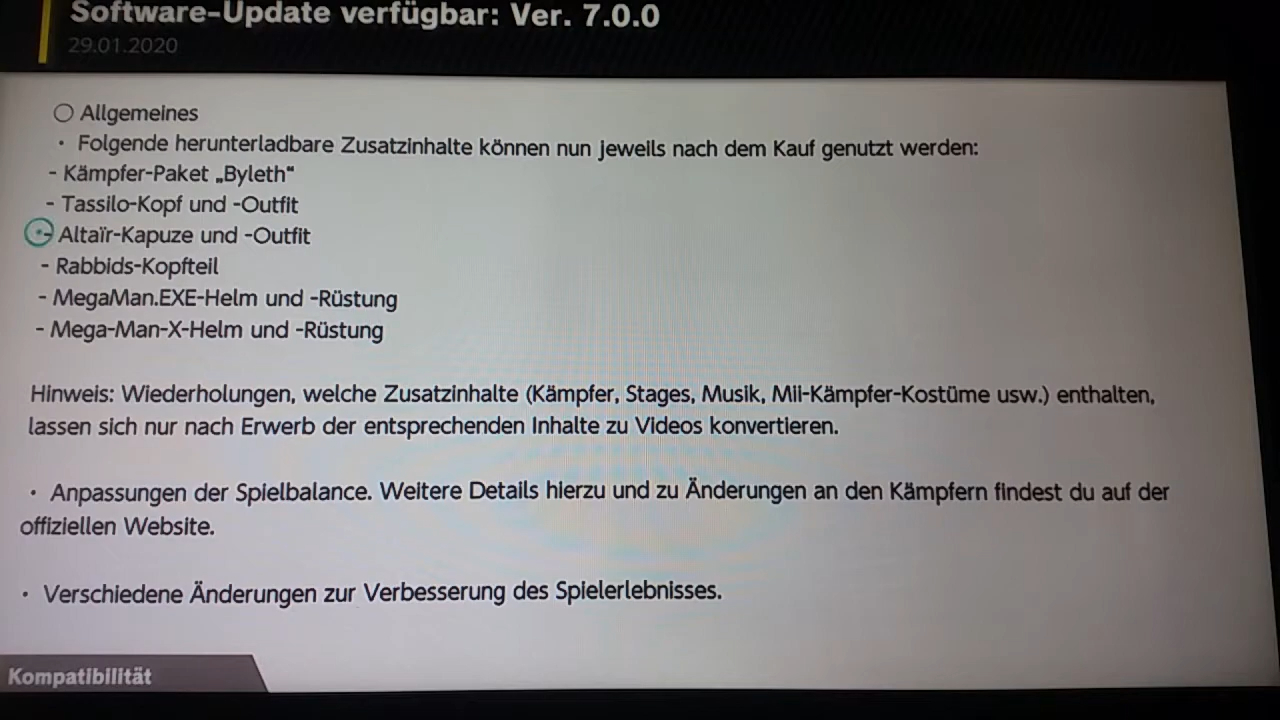 Software-Update verfügbar: Ver. 7.0.0
29.01.2020
○ Allgemeines
・ Folgende herunterladbare Zusatzinhalte können nun jeweils nach dem Kauf genutzt werden:
- Kämpfer-Paket „Byleth“
- Tassilo-Kopf und -Outfit
- Altaïr-Kapuze und -Outfit
- Rabbids-Kopfteil
- MegaMan.EXE-Helm und -Rüstung
- Mega-Man-X-Helm und -Rüstung
Hinweis: Wiederholungen, welche Zusatzinhalte (Kämpfer, Stages, Musik, Mii-Kämpfer-Kostüme usw.) enthalten,
lassen sich nur nach Erwerb der entsprechenden Inhalte zu Videos konvertieren.
・ Anpassungen der Spielbalance. Weitere Details hierzu und zu Änderungen an den Kämpfern findest du auf der
offiziellen Website.
・ Verschiedene Änderungen zur Verbesserung des Spielerlebnisses.
Kompatibilität